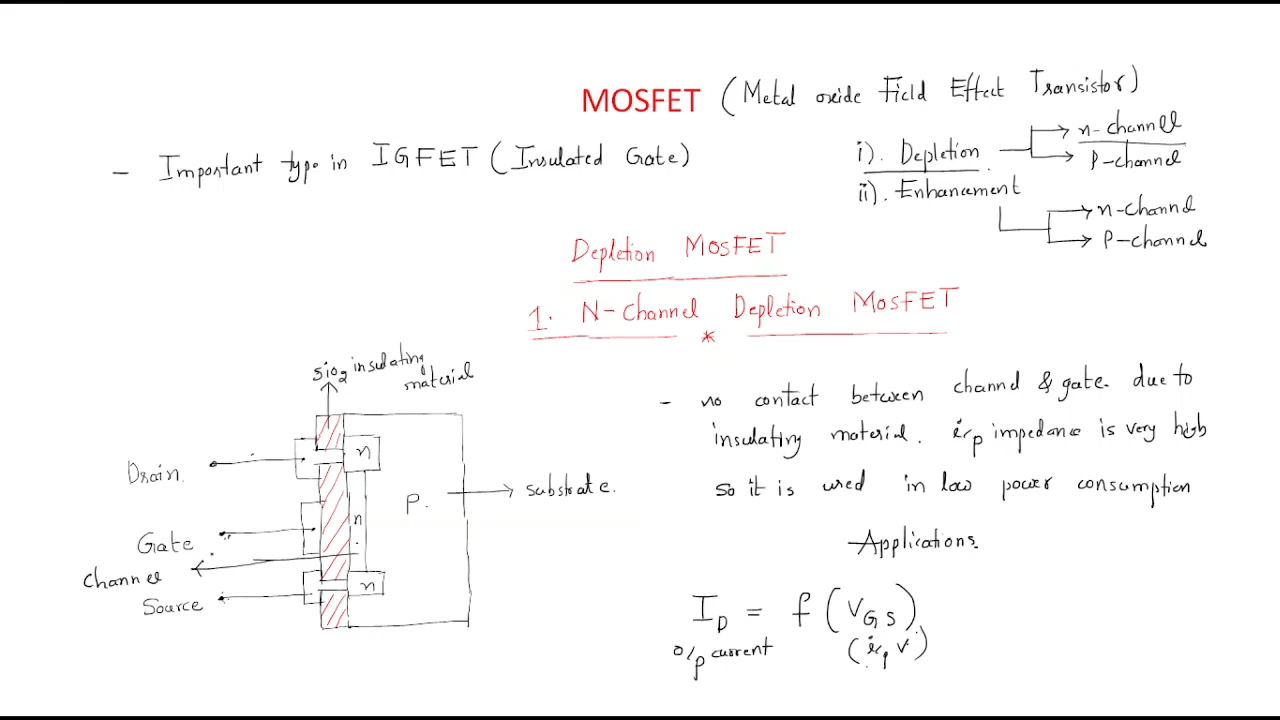 MOSFET (Metal oxide Field Effect Transistor)
- Important type in IGFET (Insulated Gate)
i). Depletion
n-channel
P-channel
ii). Enhancement
n-channel
P-channel
Depletion MOSFET
1. N-Channel Depletion MOSFET
*
SiO2 insulating
material
Drain
Gate
Channel
Source
n
n
n
P.
substrate.
- no contact between channel & gate due to
insulating material. i/p impedance is very high
so it is used in low power consumption
Applications.
ID = f (VGS)
o/p current
(i/p V)